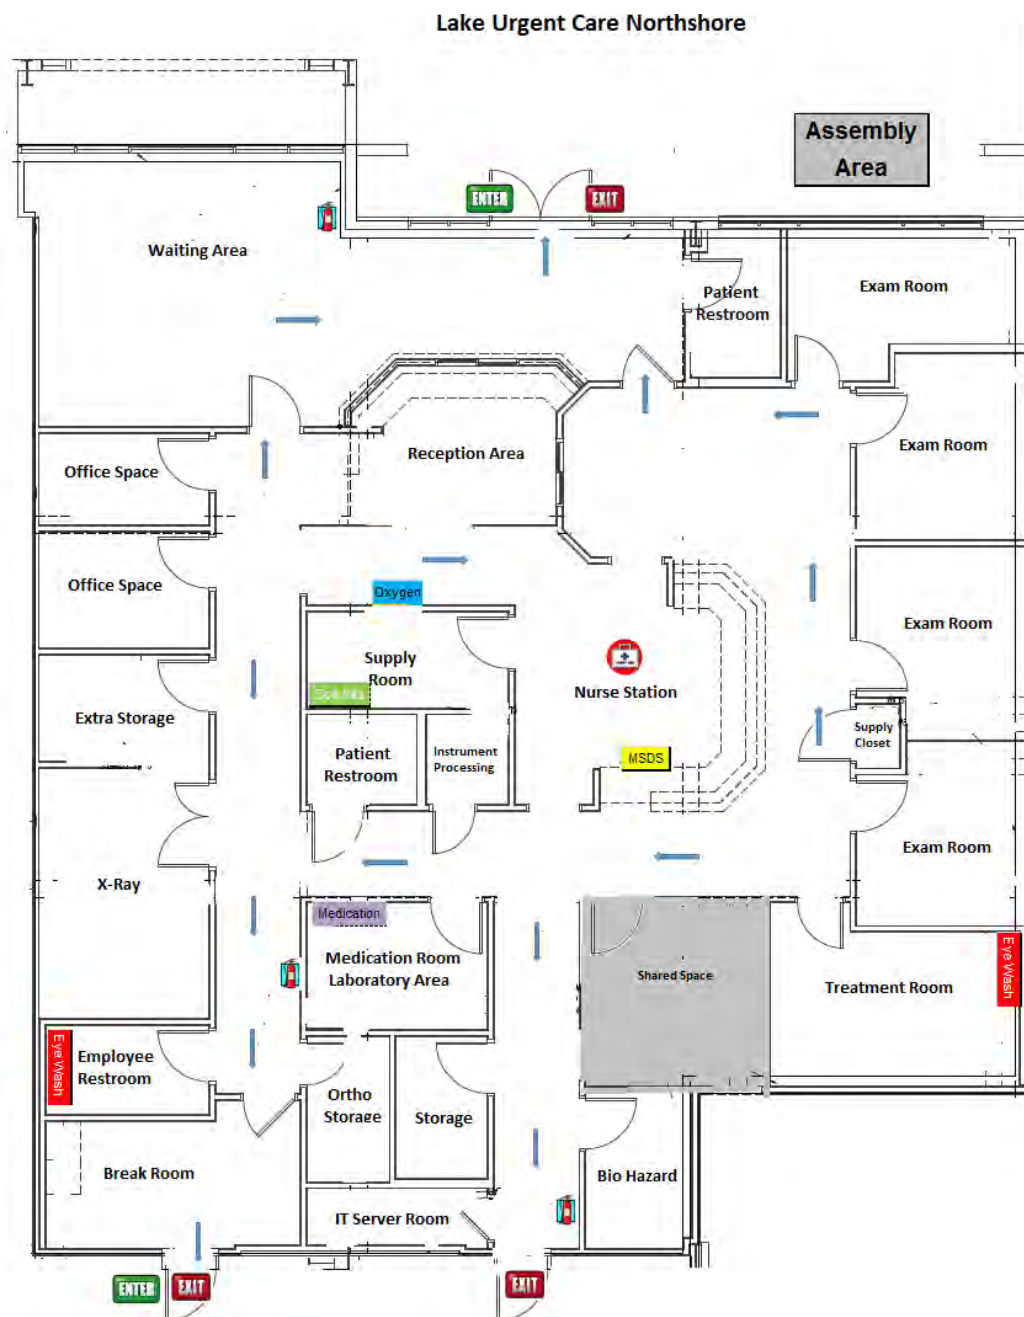 Lake Urgent Care Northshore
Assembly
Area
ENTER
EXIT
Waiting Area
Patient
Restroom
Exam Room
Reception Area
Exam Room
Office Space
Office Space
Oxygen
Exam Room
Supply
Room
Nurse Station
Extra Storage
Supply
Closet
Patient
Restroom
Instrument
Processing
MSDS
Exam Room
X-Ray
Medication
Medication Room
Laboratory Area
Shared Space
Treatment Room
Eye Wash
Eye Wash
Employee
Restroom
Ortho
Storage
Storage
Break Room
Bio Hazard
IT Server Room
ENTER
EXIT
EXIT